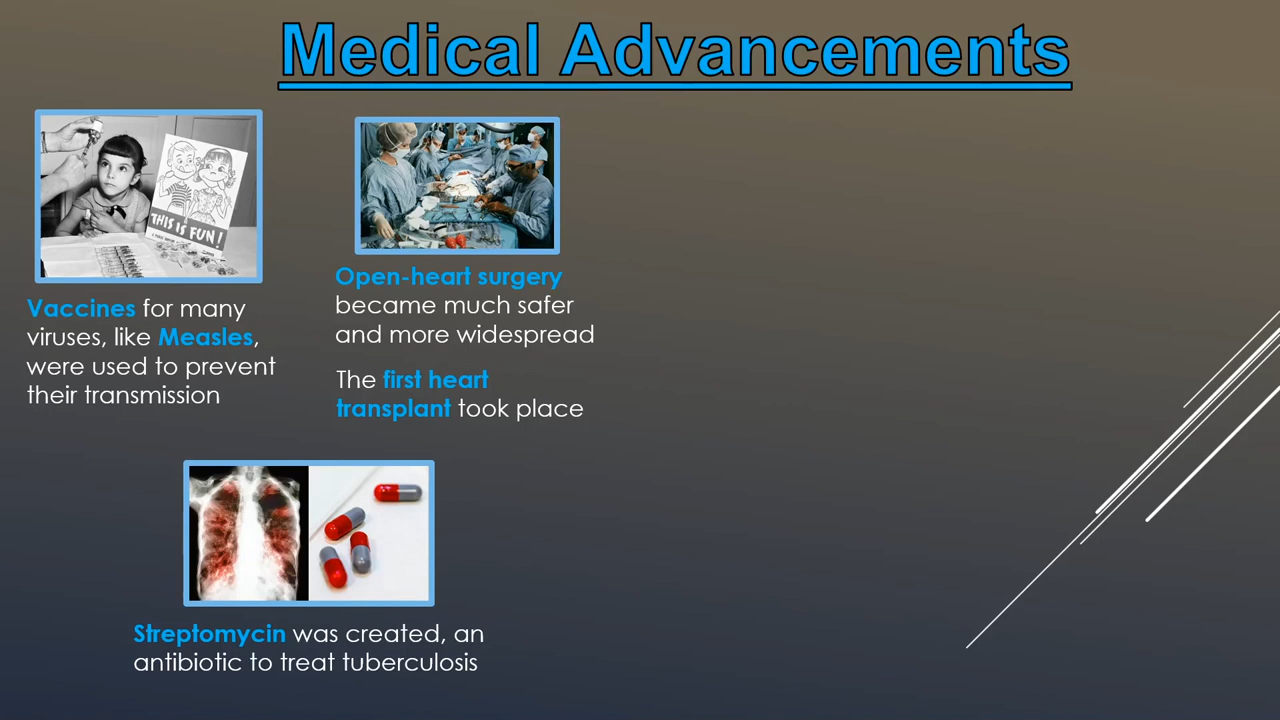 Medical Advancements
THIS IS FUN!
Vaccines for many
viruses, like Measles,
were used to prevent
their transmission
Open-heart surgery
became much safer
and more widespread
The first heart
transplant took place
Streptomycin was created, an
antibiotic to treat tuberculosis